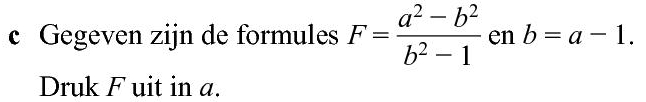 c Gegeven zijn de formules F = (a² − b²)/(b² − 1) en b = a − 1.
Druk F uit in a.